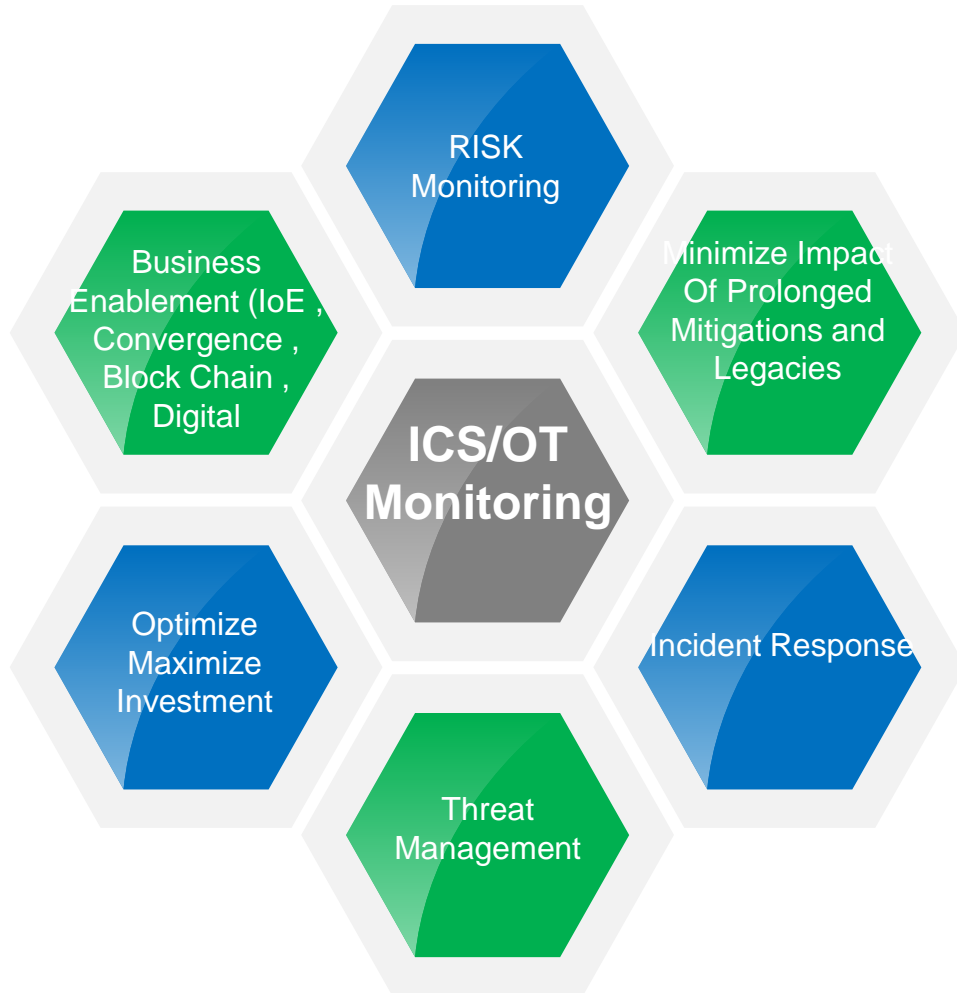 RISK
Monitoring
Business
Enablement (IoE ,
Convergence ,
Block Chain ,
Digital
Minimize Impact
Of Prolonged
Mitigations and
Legacies
ICS/OT
Monitoring
Optimize
Maximize
Investment
Incident Response
Threat
Management